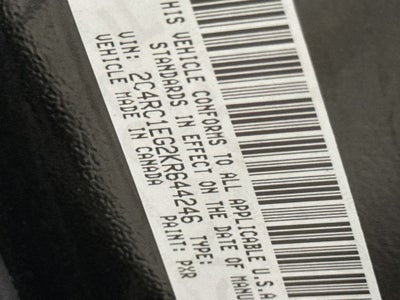 HIS VEHICLE CONFORMS TO ALL APPLICABLE U.S.A
STANDARDS IN EFFECT ON THE DATE OF MANU
VIN: 2C4RC1EG2KR644246 TYPE:
VEHICLE MADE IN CANADA PAINT: PXR